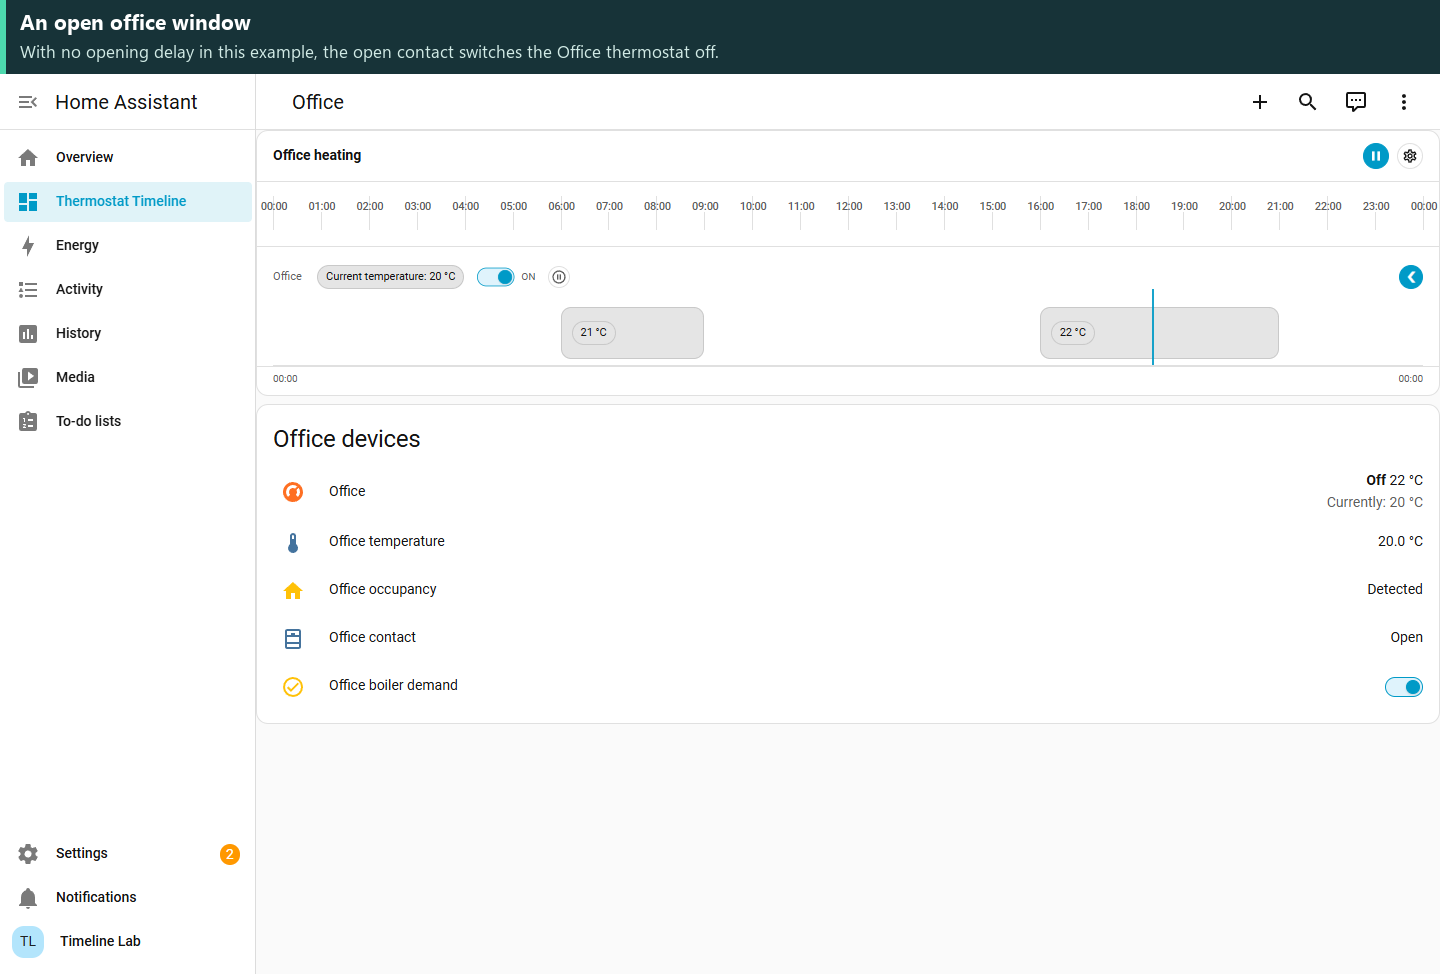 An open office window
With no opening delay in this example, the open contact switches the Office thermostat off.
Home Assistant
Office
Overview
Thermostat Timeline
Energy
Activity
History
Media
To-do lists
Settings 2
Notifications
TL Timeline Lab
Office heating
00:00 01:00 02:00 03:00 04:00 05:00 06:00 07:00 08:00 09:00 10:00 11:00 12:00 13:00 14:00 15:00 16:00 17:00 18:00 19:00 20:00 21:00 22:00 23:00 00:00
Office Current temperature: 20 °C ON
21 °C 22 °C
00:00 00:00
Office devices
Office Off 22 °C
Currently: 20 °C
Office temperature 20.0 °C
Office occupancy Detected
Office contact Open
Office boiler demand